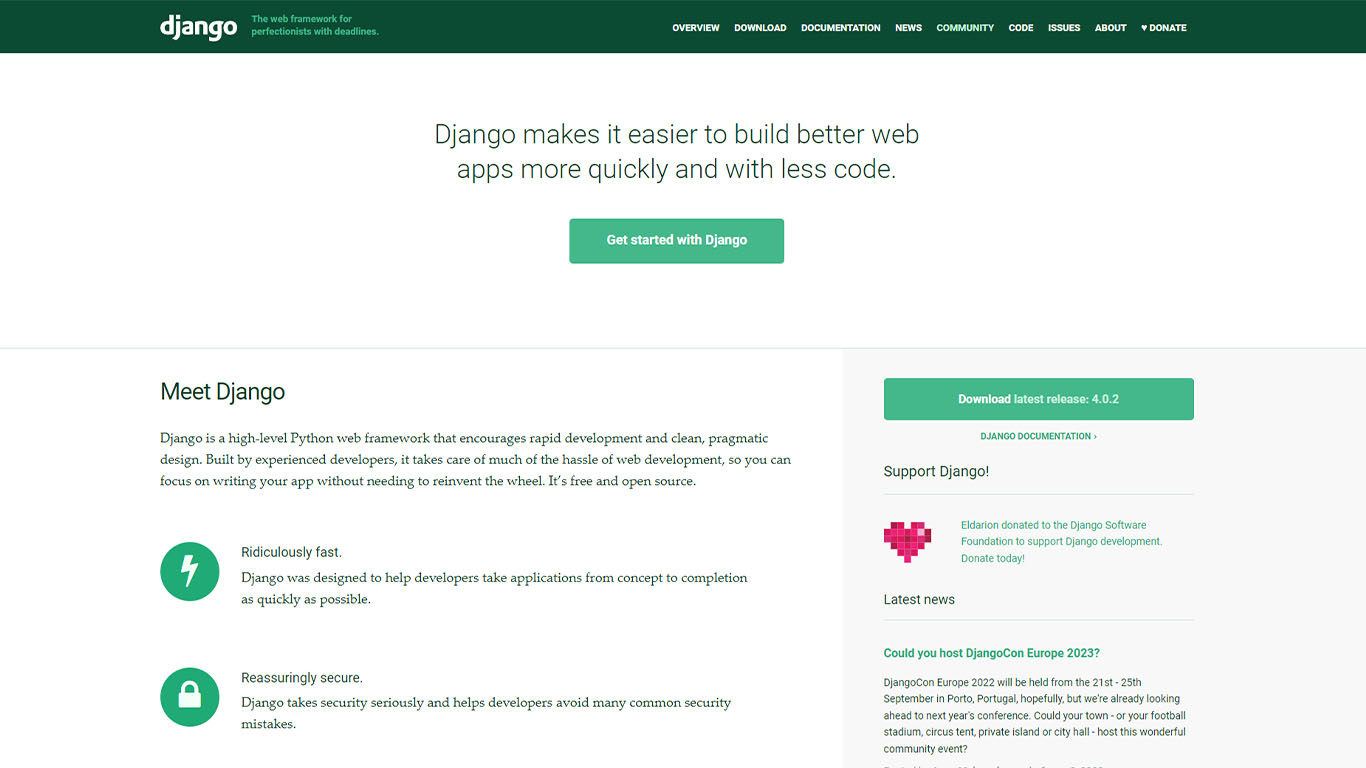 django
The web framework for
perfectionists with deadlines.
OVERVIEW DOWNLOAD DOCUMENTATION NEWS COMMUNITY CODE ISSUES ABOUT ♥ DONATE
Django makes it easier to build better web
apps more quickly and with less code.
Get started with Django
Meet Django
Django is a high-level Python web framework that encourages rapid development and clean, pragmatic
design. Built by experienced developers, it takes care of much of the hassle of web development, so you can
focus on writing your app without needing to reinvent the wheel. It’s free and open source.
Ridiculously fast.
Django was designed to help developers take applications from concept to completion
as quickly as possible.
Reassuringly secure.
Django takes security seriously and helps developers avoid many common security
mistakes.
Download latest release: 4.0.2
DJANGO DOCUMENTATION ›
Support Django!
Eldarion donated to the Django Software
Foundation to support Django development.
Donate today!
Latest news
Could you host DjangoCon Europe 2023?
DjangoCon Europe 2022 will be held from the 21st - 25th
September in Porto, Portugal, hopefully, but we're already looking
ahead to next year's conference. Could your town - or your football
stadium, circus tent, private island or city hall - host this wonderful
community event?